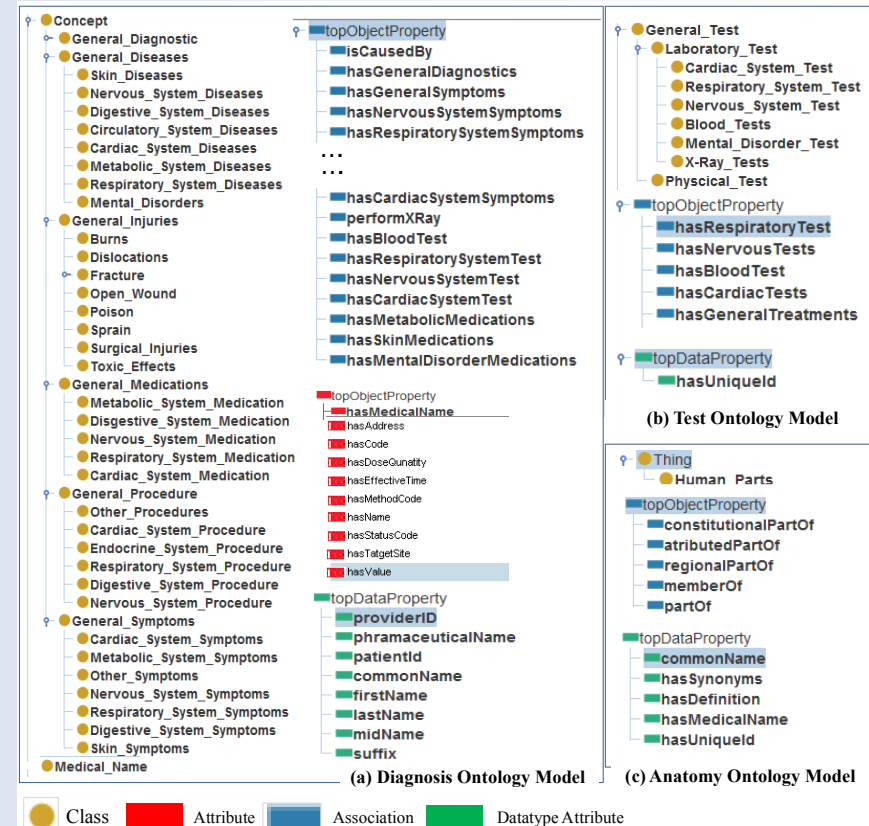 Concept
General_Diagnostic
General_Diseases
Skin_Diseases
Nervous_System_Diseases
Digestive_System_Diseases
Circulatory_System_Diseases
Cardiac_System_Diseases
Metabolic_System_Diseases
Respiratory_System_Diseases
Mental_Disorders
General_Injuries
Burns
Dislocations
Fracture
Open_Wound
Poison
Sprain
Surgical_Injuries
Toxic_Effects
General_Medications
Metabolic_System_Medication
Disgestive_System_Medication
Nervous_System_Medication
Respiratory_System_Medication
Cardiac_System_Medication
General_Procedure
Other_Procedures
Cardiac_System_Procedure
Endocrine_System_Procedure
Respiratory_System_Procedure
Digestive_System_Procedure
Nervous_System_Procedure
General_Symptoms
Cardiac_System_Symptoms
Metabolic_System_Symptoms
Other_Symptoms
Nervous_System_Symptoms
Respiratory_System_Symptoms
Digestive_System_Symptoms
Skin_Symptoms
Medical_Name
topObjectProperty
isCausedBy
hasGeneralDiagnostics
hasGeneralSymptoms
hasNervousSystemSymptoms
hasRespiratorySystemSymptoms
...
...
hasCardiacSystemSymptoms
performXRay
hasBloodTest
hasRespiratorySystemTest
hasNervousSystemTest
hasCardiacSystemTest
hasMetabolicMedications
hasSkinMedications
hasMentalDisorderMedications
topObjectProperty
hasMedicalName
hasAddress
hasCode
hasDoseQunatity
hasEffectiveTime
hasMethodCode
hasName
hasStatusCode
hasTatgetSite
hasValue
topDataProperty
providerID
phramaceuticalName
patientId
commonName
firstName
lastName
midName
suffix
(a) Diagnosis Ontology Model
General_Test
Laboratory_Test
Cardiac_System_Test
Respiratory_System_Test
Nervous_System_Test
Blood_Tests
Mental_Disorder_Test
X-Ray_Tests
Physcical_Test
topObjectProperty
hasRespiratoryTest
hasNervousTests
hasBloodTest
hasCardiacTests
hasGeneralTreatments
topDataProperty
hasUniqueId
(b) Test Ontology Model
Thing
Human_Parts
topObjectProperty
constitutionalPartOf
atributedPartOf
regionalPartOf
memberOf
partOf
topDataProperty
commonName
hasSynonyms
hasDefinition
hasMedicalName
hasUniqueId
(c) Anatomy Ontology Model
Class Attribute Association Datatype Attribute